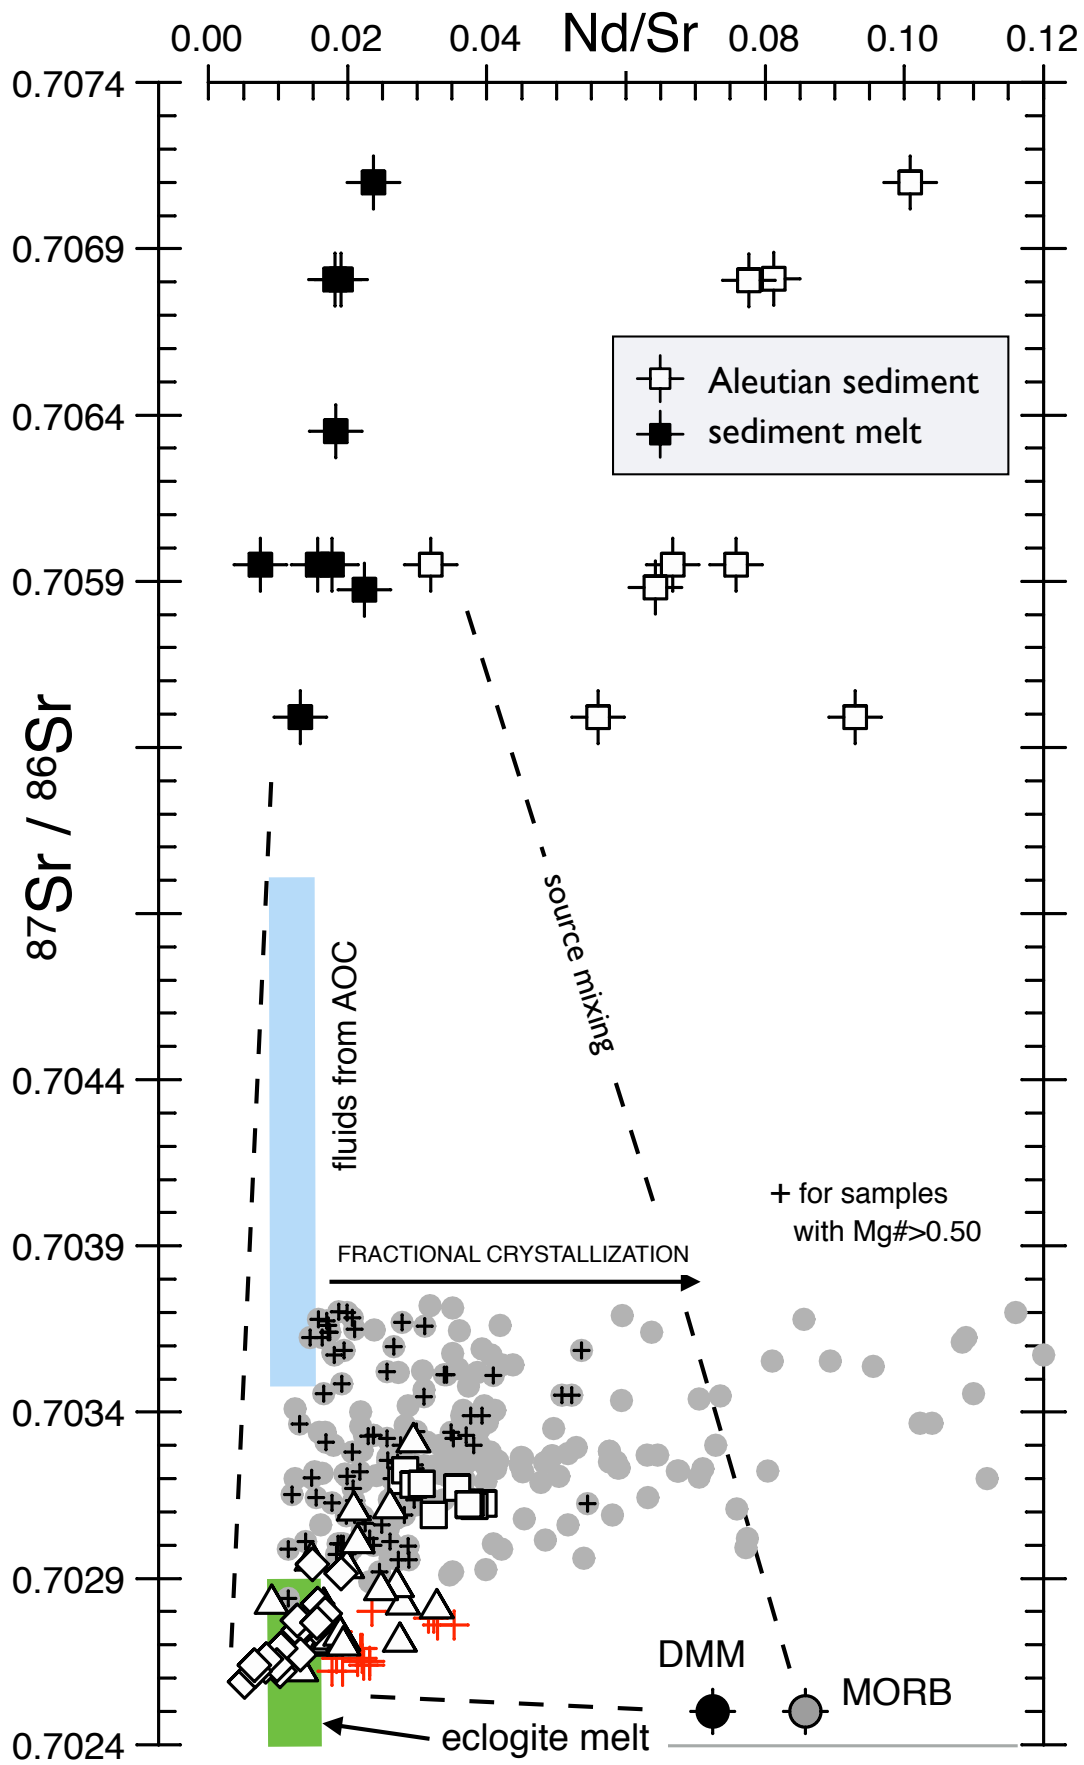 0.00 0.02 0.04 Nd/Sr 0.08 0.10 0.12
0.7074
0.7069
Aleutian sediment
0.7064
sediment melt
0.7059
87Sr / 86Sr
source mixing
fluids from AOC
0.7044
+ for samples
with Mg#>0.50
0.7039
FRACTIONAL CRYSTALLIZATION
0.7034
0.7029
DMM
MORB
eclogite melt
0.7024